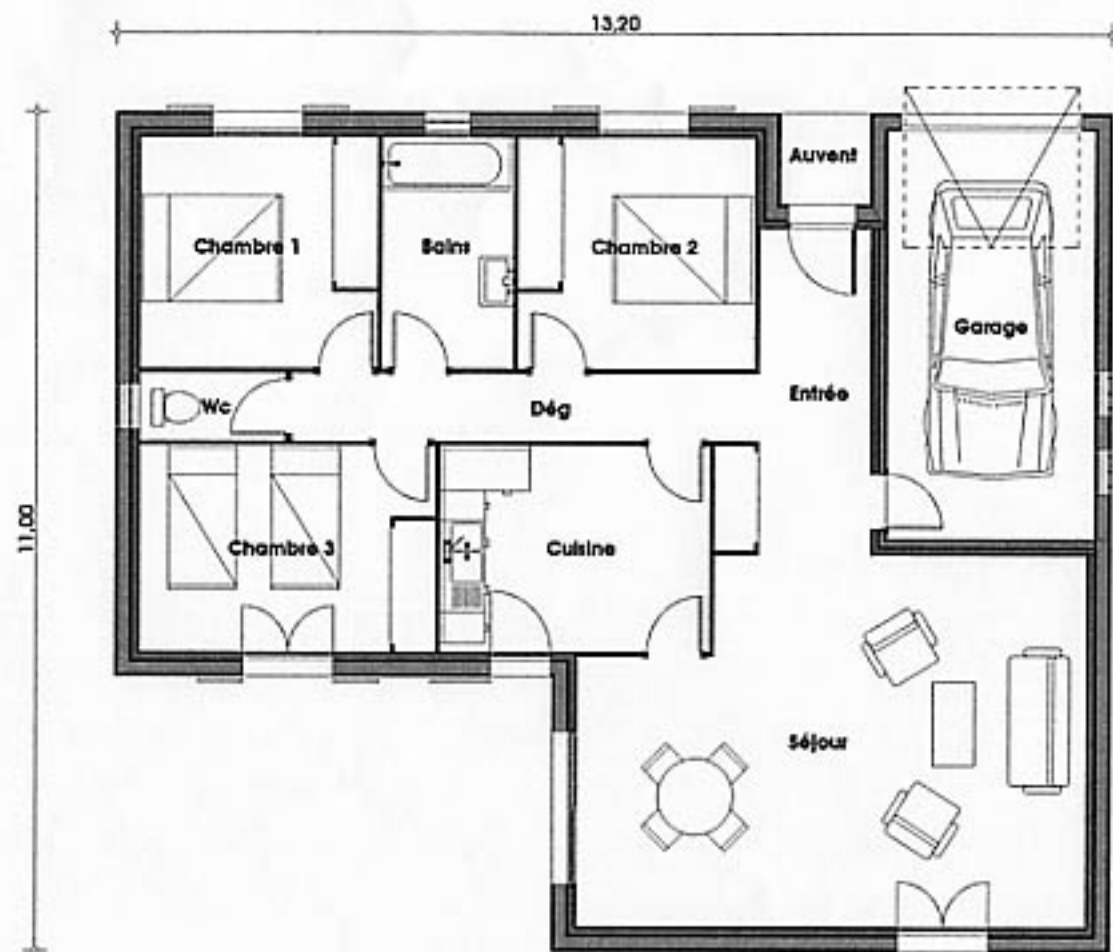 13,20
Auvent
Chambre 1
Bains
Chambre 2
Garage
Entrée
Wc
Dég
11,00
Chambre 3
Cuisine
Séjour